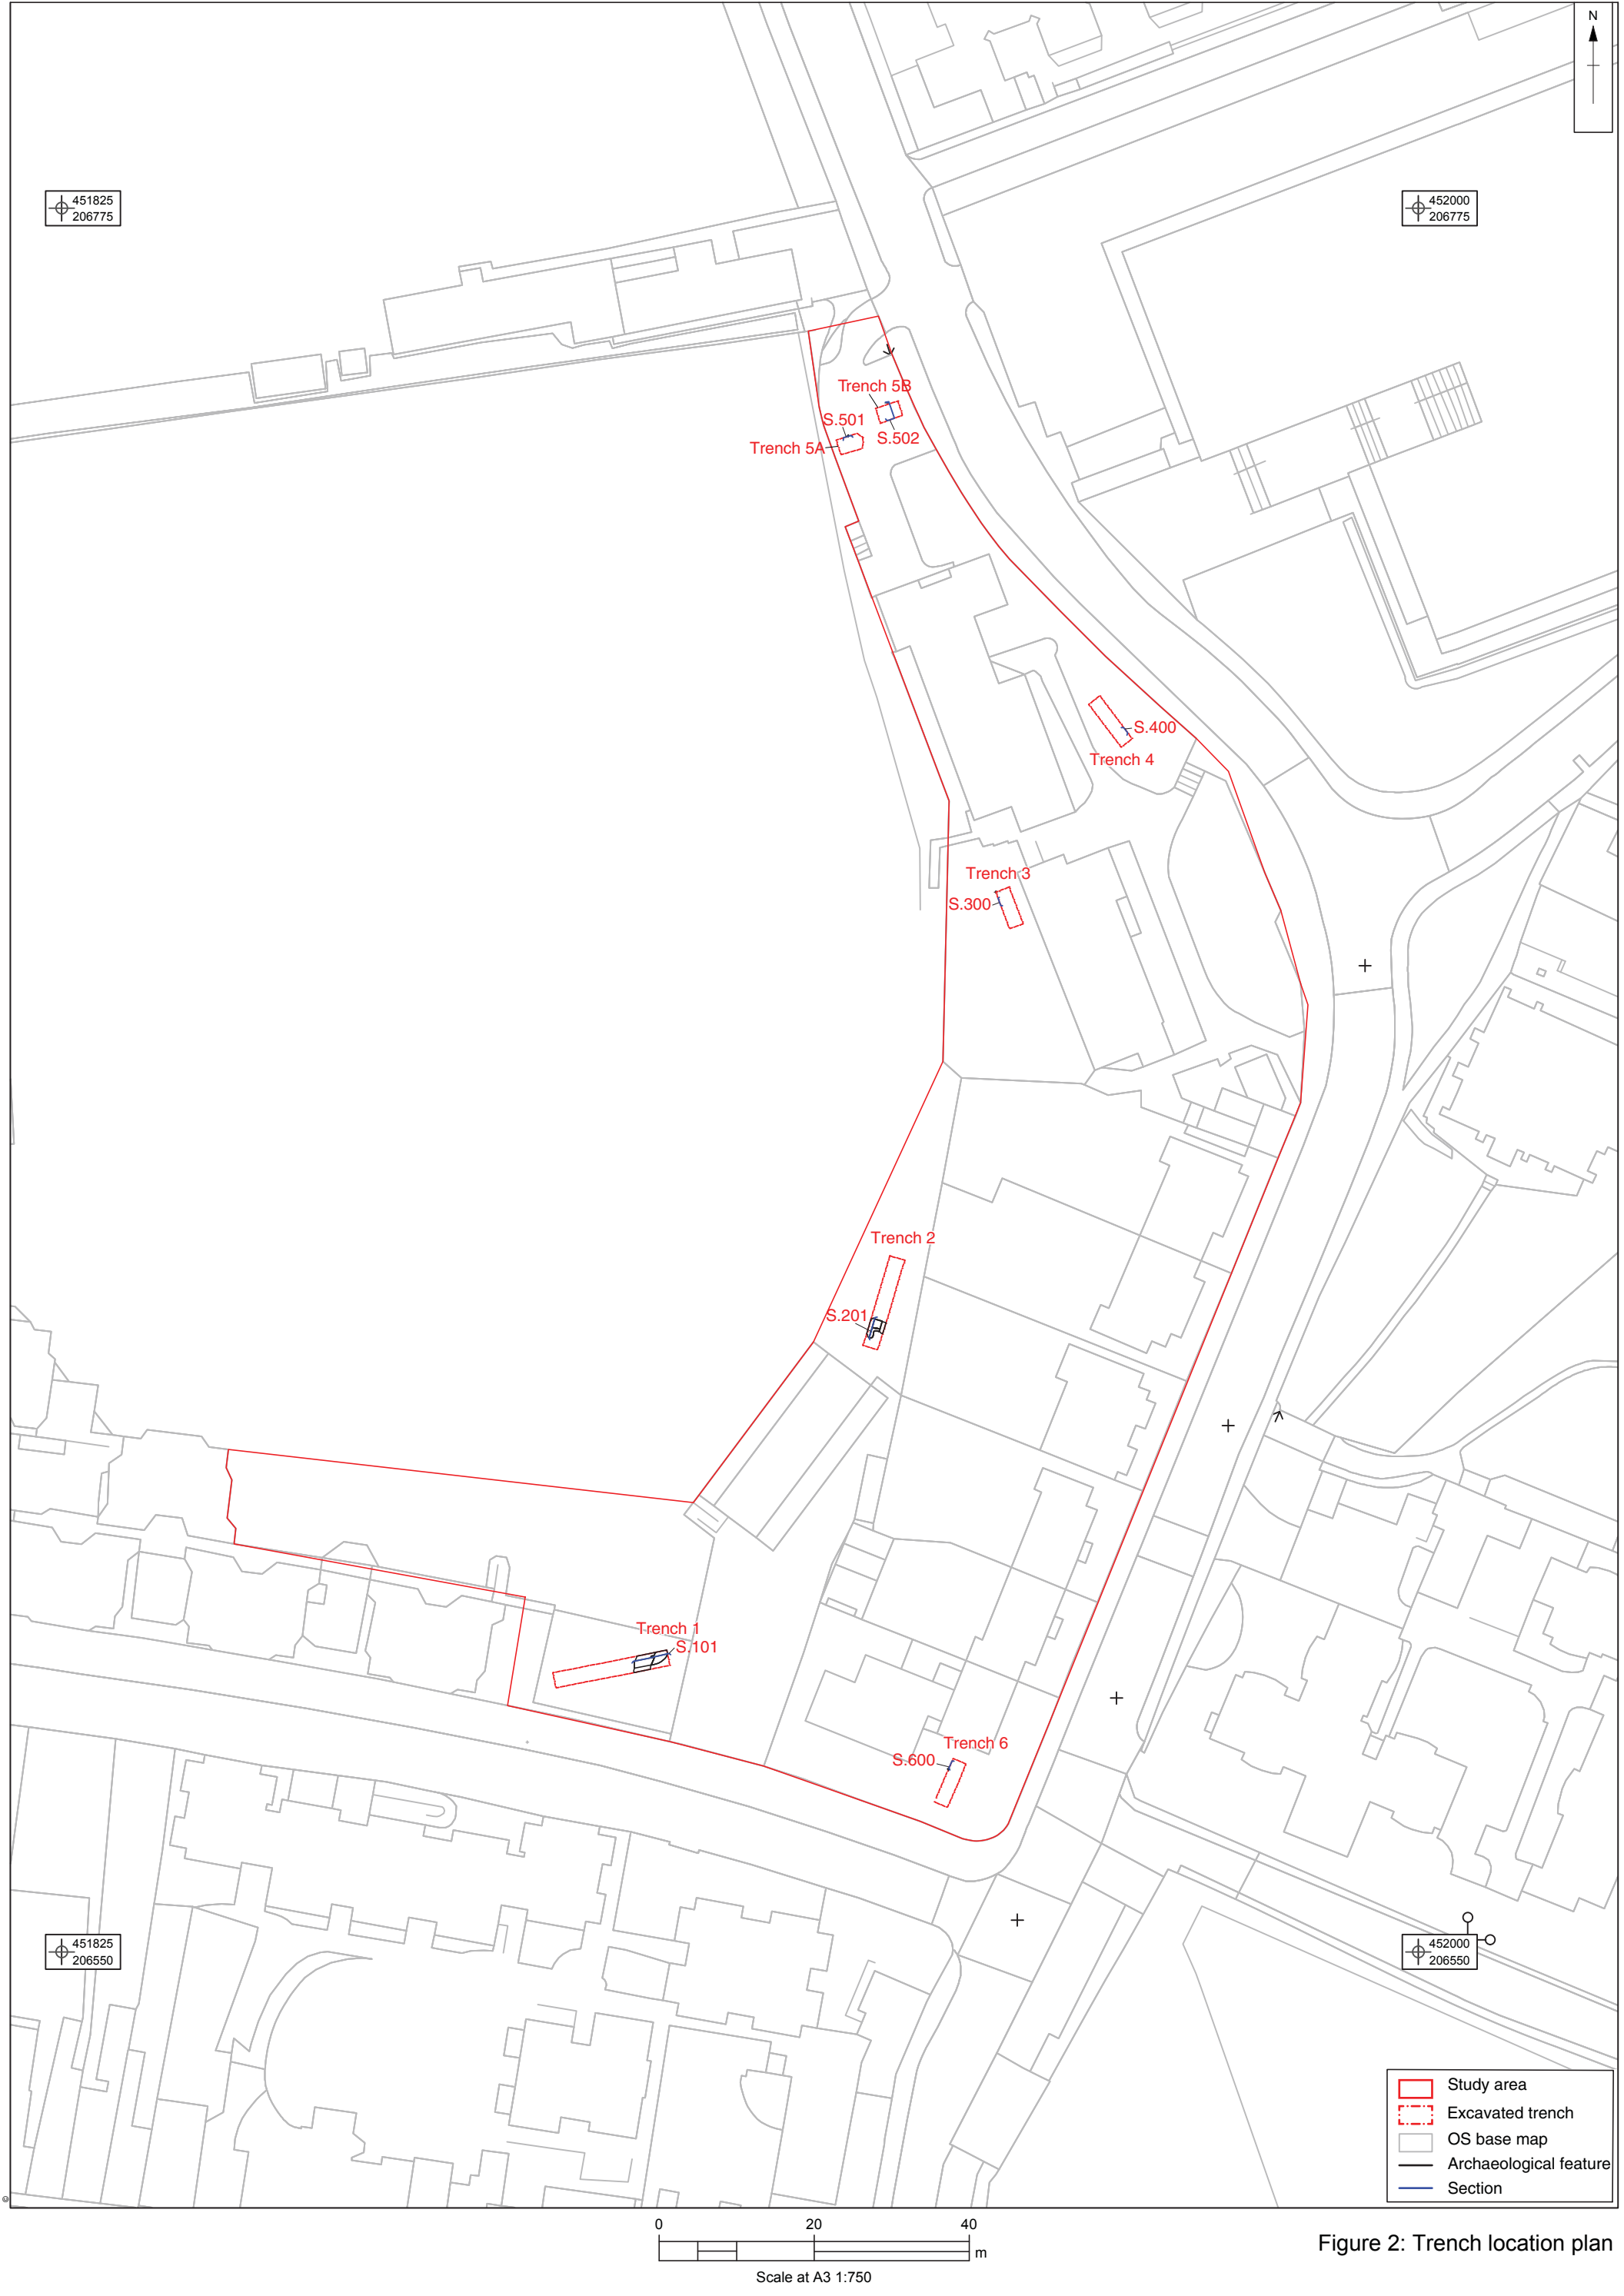 N
451825
206775
452000
206775
Trench 5B
S.501
S.502
Trench 5A
S.400
Trench 4
Trench 3
S.300
Trench 2
S.201
Trench 1
S.101
Trench 6
S.600
451825
206550
452000
206550
Study area
Excavated trench
OS base map
Archaeological feature
Section
0 20 40
m
Scale at A3 1:750
Figure 2: Trench location plan